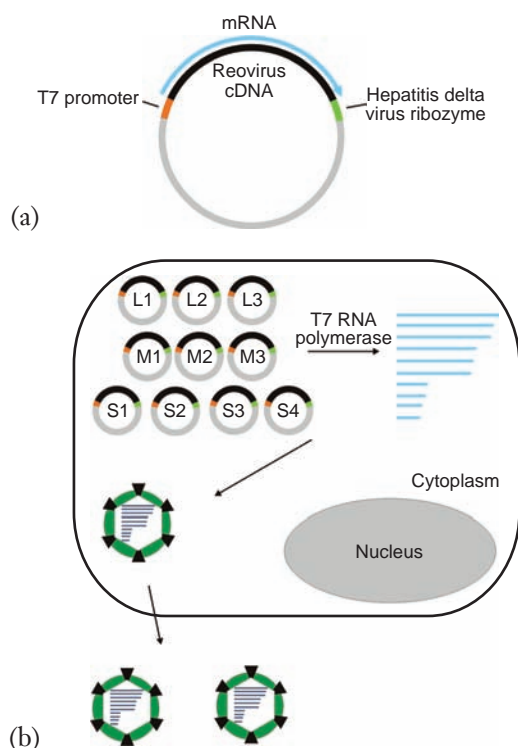 mRNA
Reovirus
cDNA
T7 promoter
Hepatitis delta
virus ribozyme
(a)
L1 L2 L3
M1 M2 M3
S1 S2 S3 S4
T7 RNA
polymerase
Cytoplasm
Nucleus
(b)